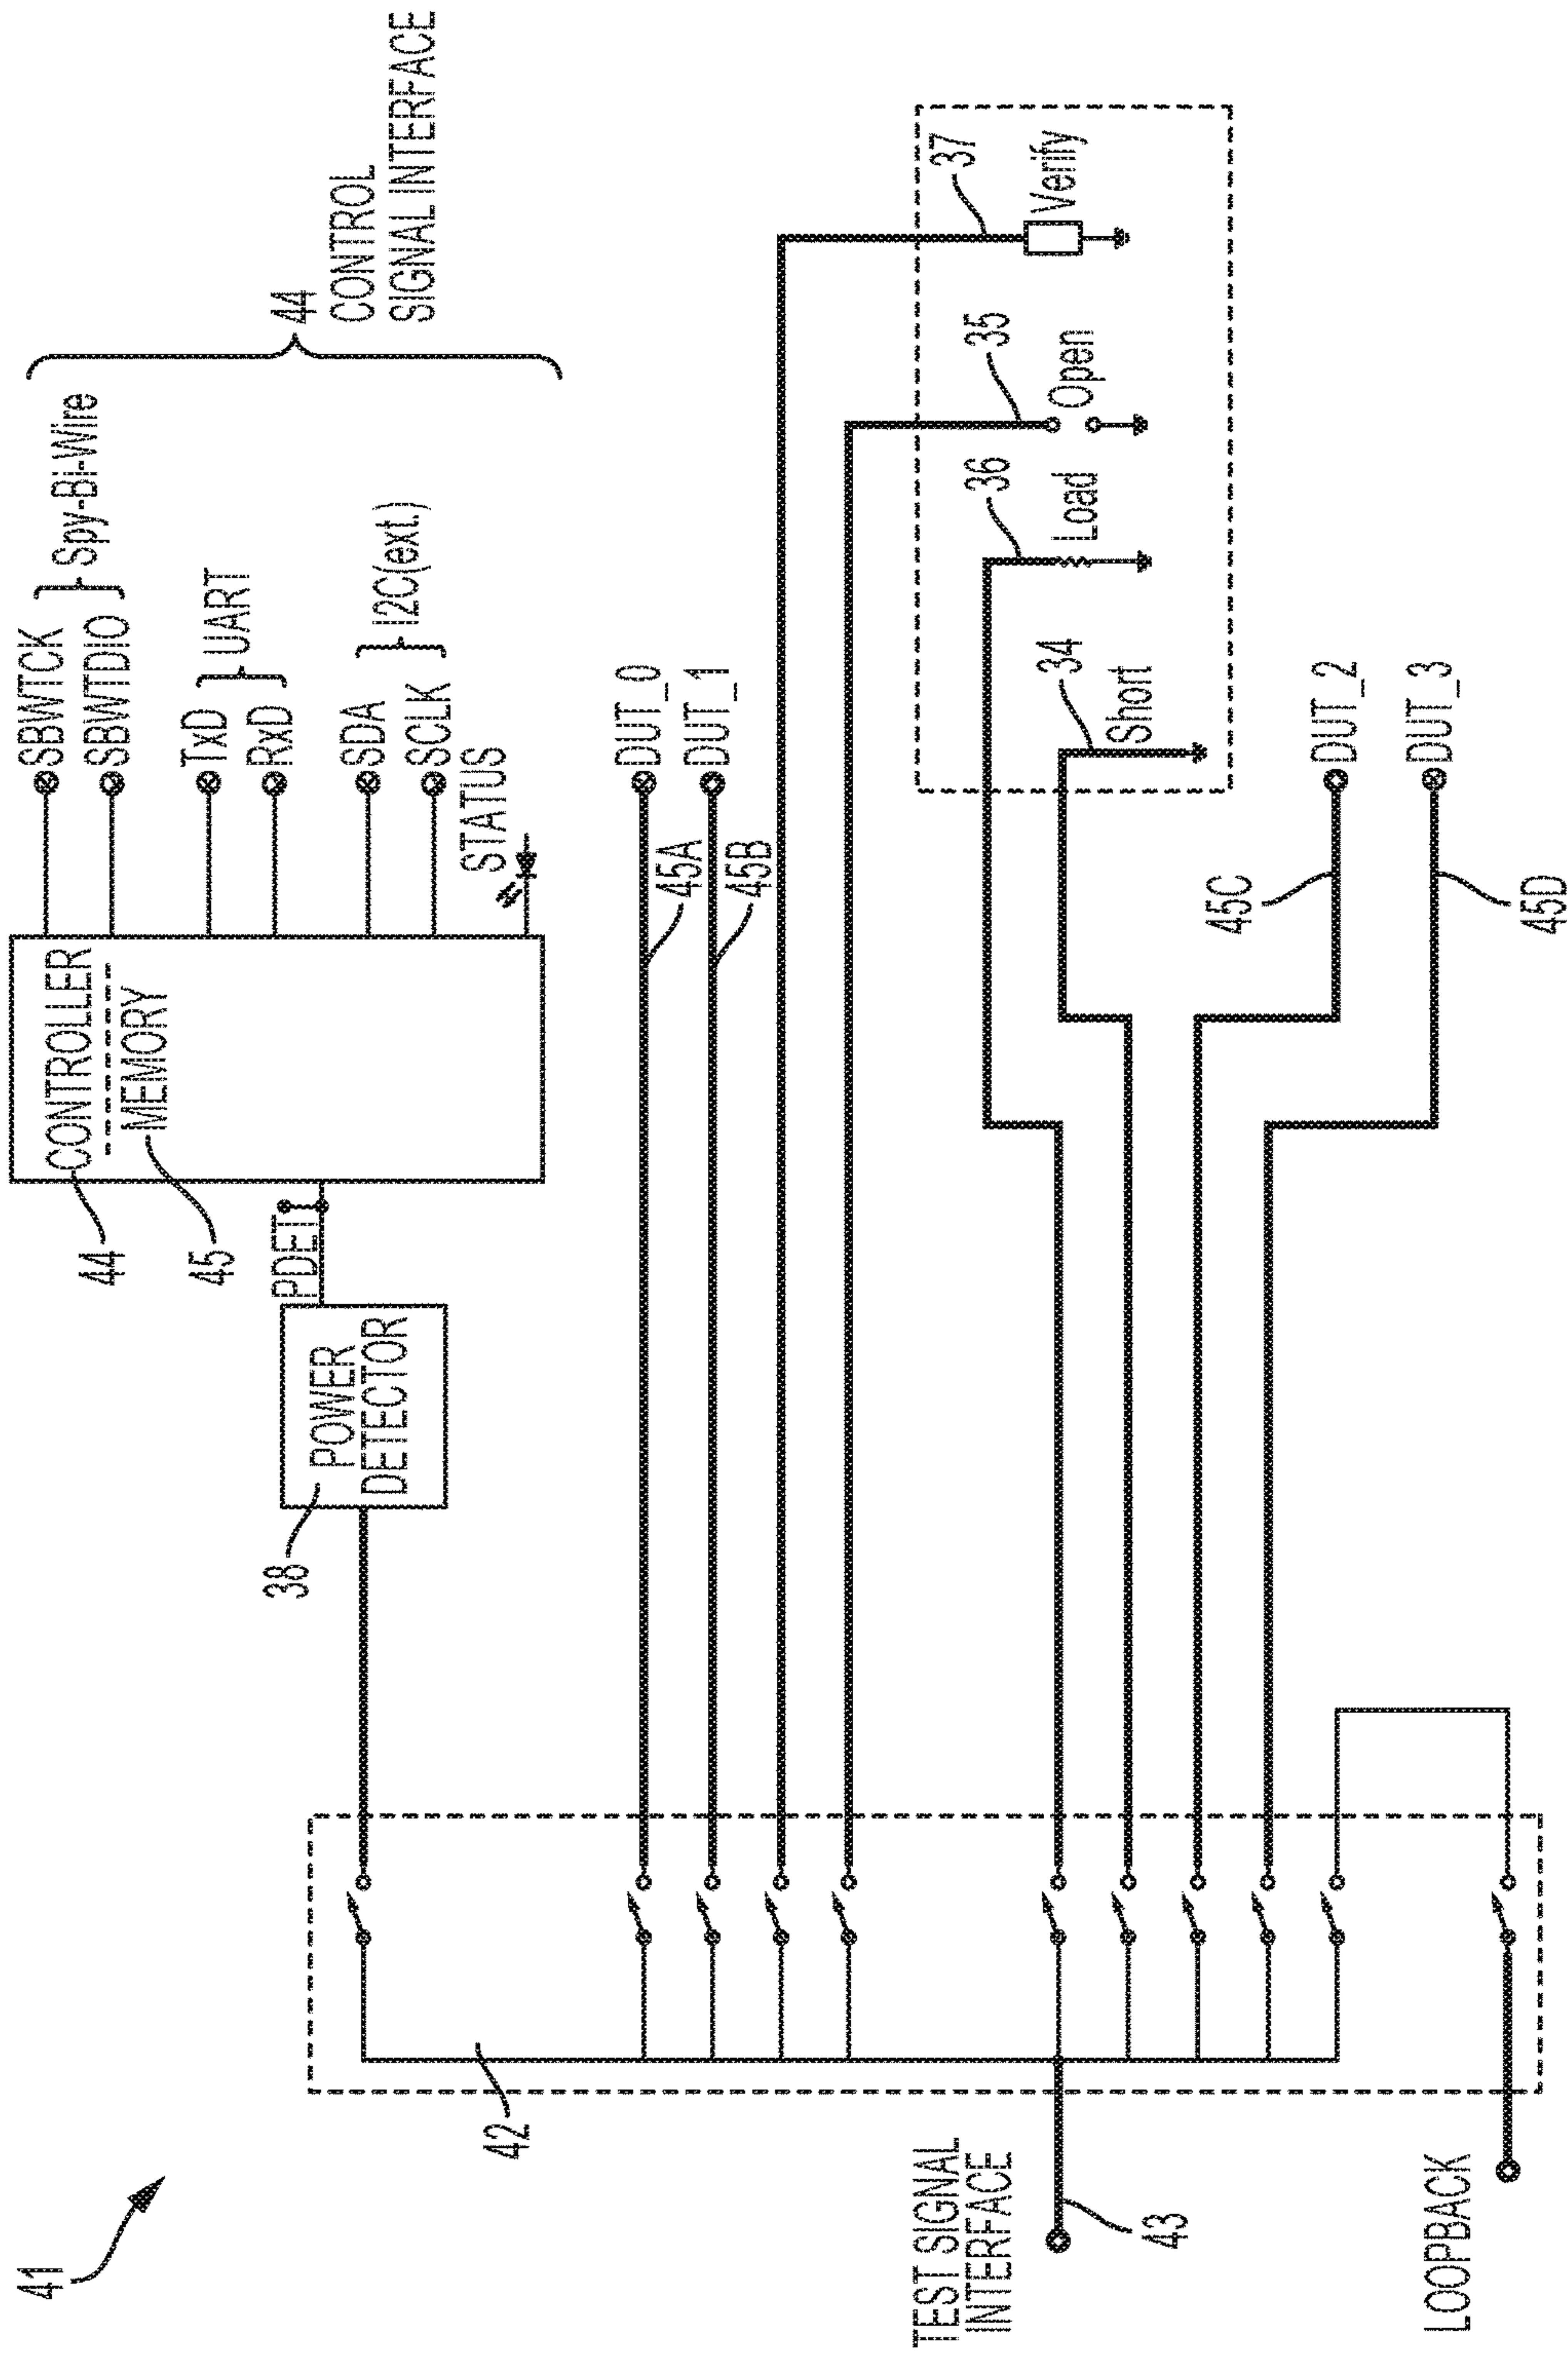 41
CONTROLLER
MEMORY
44
45
SBWTCK
SBWTDIO
Spy-Bi-Wire
TxD
RxD
UART
SDA
SCLK
I2C(ext.)
STATUS
44
CONTROL
SIGNAL INTERFACE
PDET
POWER
DETECTOR
38
DUT_0
DUT_1
45A
45B
42
37
Verify
35
Open
36
Load
34
Short
TEST SIGNAL
INTERFACE
43
DUT_2
DUT_3
45C
45D
LOOPBACK